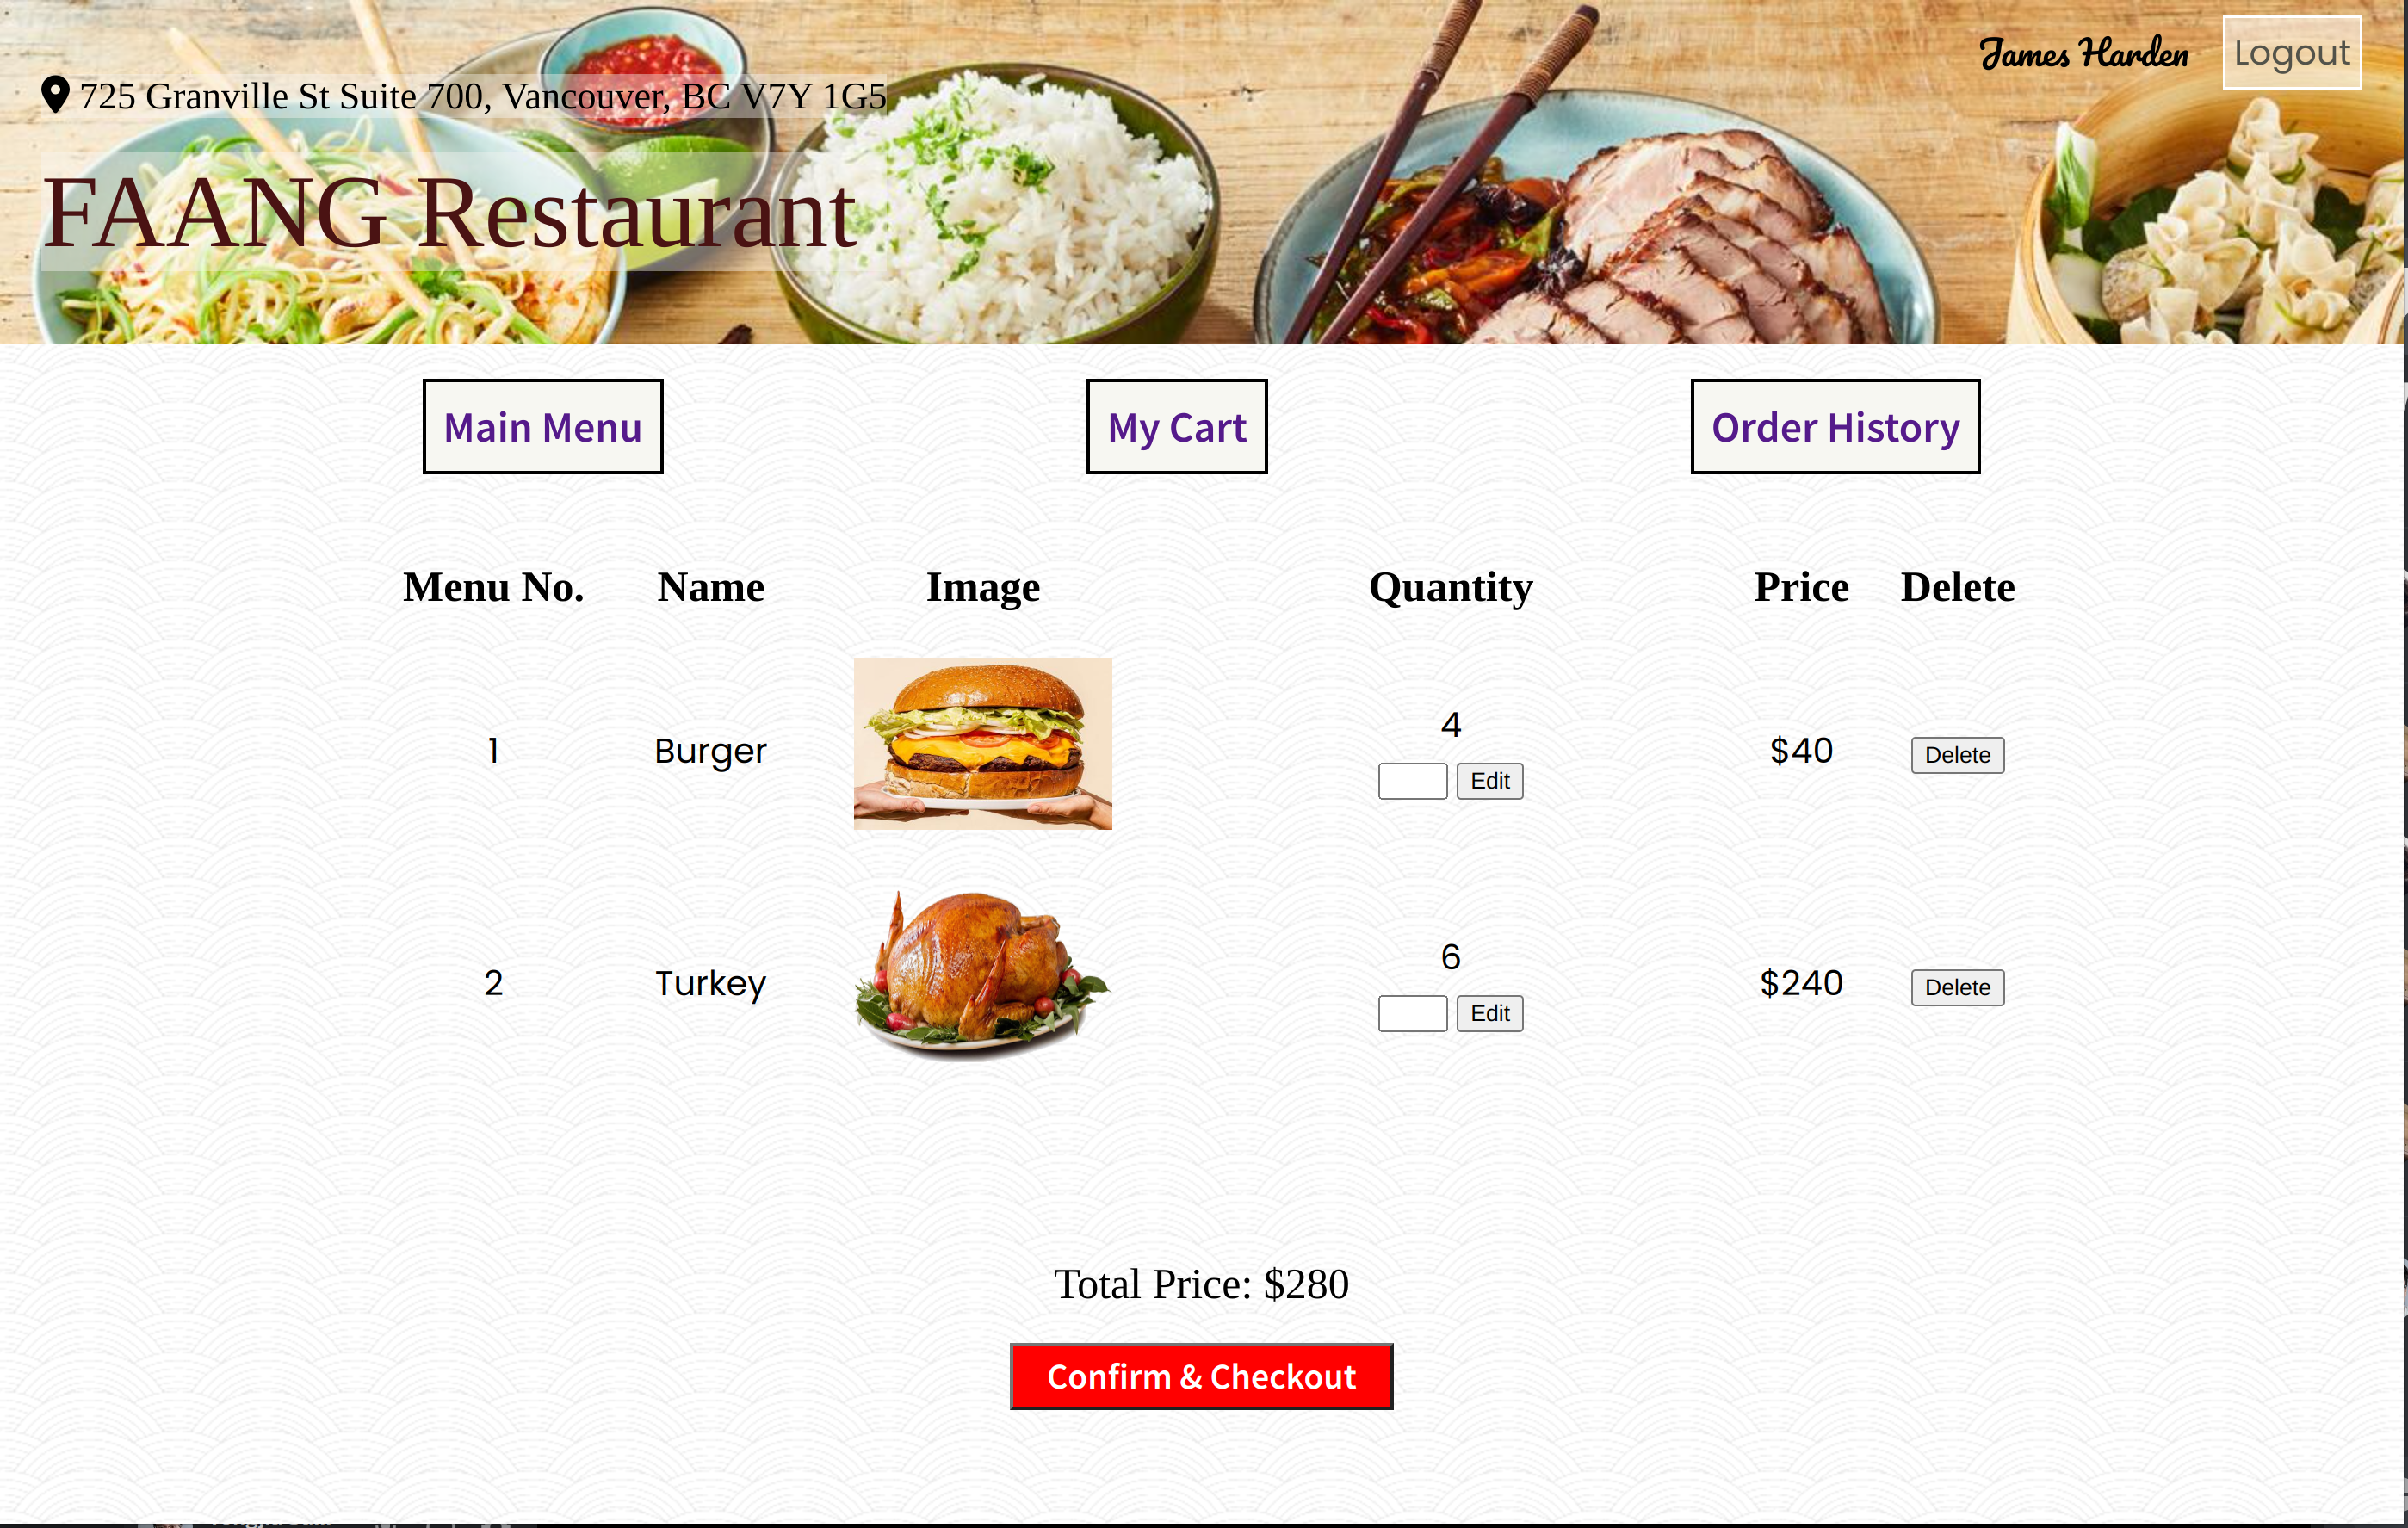 James Harden Logout
725 Granville St Suite 700, Vancouver, BC V7Y 1G5
FAANG Restaurant
Main Menu My Cart Order History
Menu No. Name Image Quantity Price Delete
4
1 Burger $40 Delete
Edit
6
2 Turkey $240 Delete
Edit
Total Price: $280
Confirm & Checkout